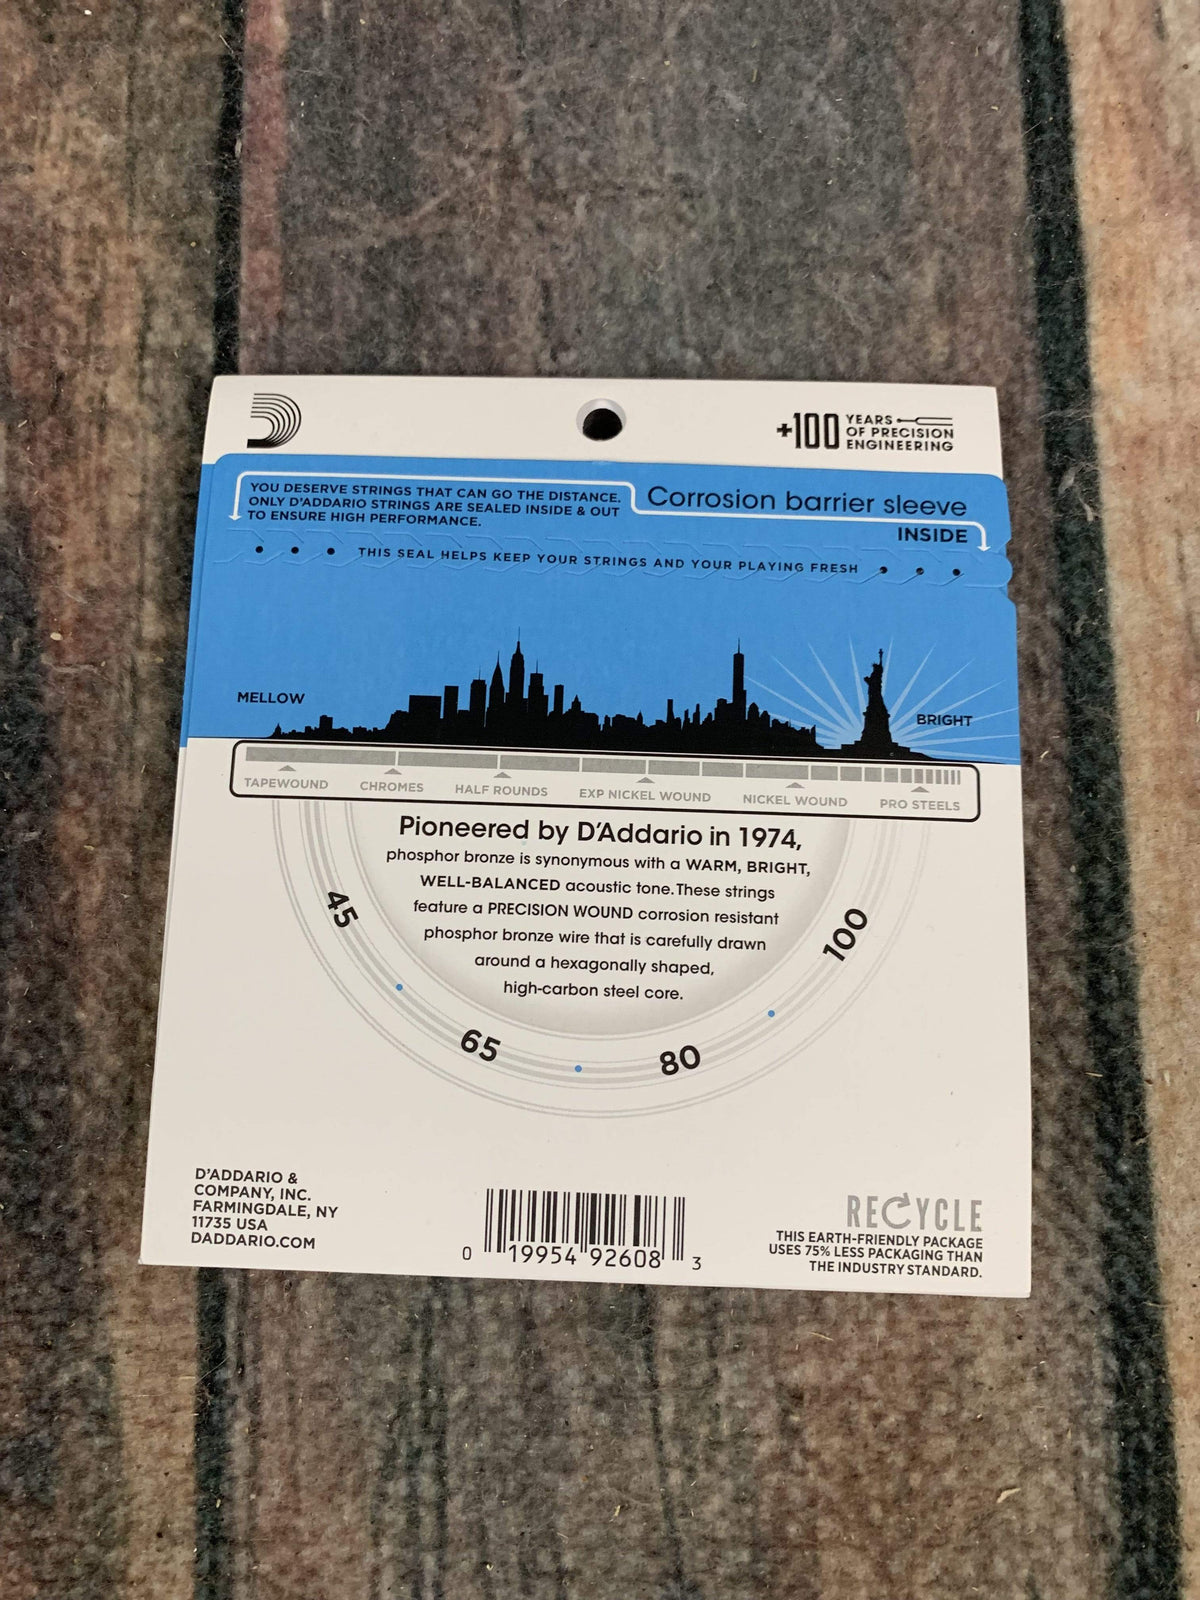 +100 YEARS
OF PRECISION
ENGINEERING
YOU DESERVE STRINGS THAT CAN GO THE DISTANCE.
ONLY D'ADDARIO STRINGS ARE SEALED INSIDE & OUT
TO ENSURE HIGH PERFORMANCE.
Corrosion barrier sleeve
INSIDE
THIS SEAL HELPS KEEP YOUR STRINGS AND YOUR PLAYING FRESH
MELLOW
BRIGHT
TAPEWOUND CHROMES HALF ROUNDS EXP NICKEL WOUND NICKEL WOUND PRO STEELS
Pioneered by D'Addario in 1974,
phosphor bronze is synonymous with a WARM, BRIGHT,
WELL-BALANCED acoustic tone. These strings
feature a PRECISION WOUND corrosion resistant
phosphor bronze wire that is carefully drawn
around a hexagonally shaped,
high-carbon steel core.
45
65
80
100
D'ADDARIO &
COMPANY, INC.
FARMINGDALE, NY
11735 USA
DADDARIO.COM
0 19954 92608 3
RECYCLE
THIS EARTH-FRIENDLY PACKAGE
USES 75% LESS PACKAGING THAN
THE INDUSTRY STANDARD.